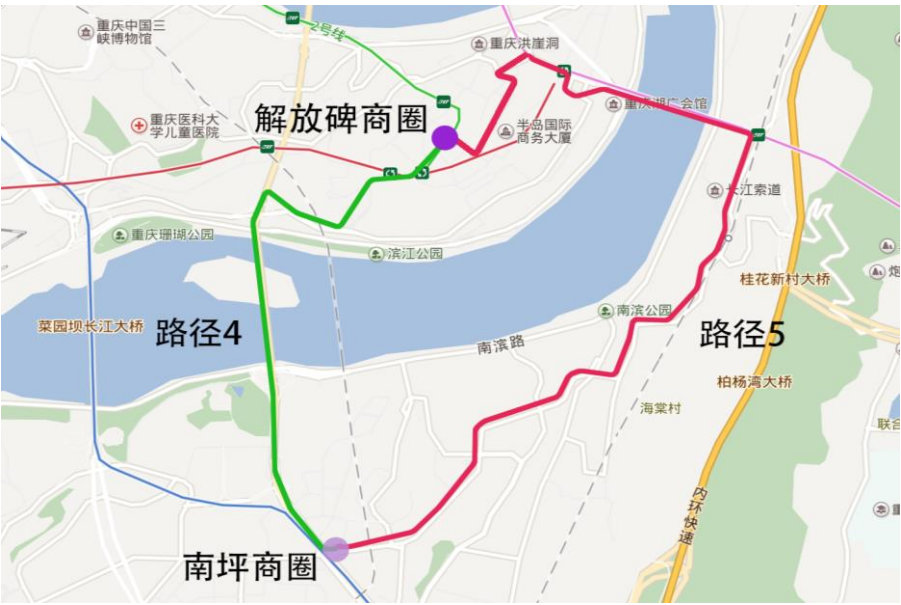 重庆中国三
峡博物馆
2号线
重庆洪崖洞
重庆湖广会馆
解放碑商圈
重庆医科大
学儿童医院
半岛国际
商务大厦
长江索道
重庆珊瑚公园
滨江公园
桂花新村大桥
炮
南滨公园
菜园坝长江大桥
路径4
路径5
南滨路
柏杨湾大桥
海棠村
联合
内环快速
重
南坪商圈